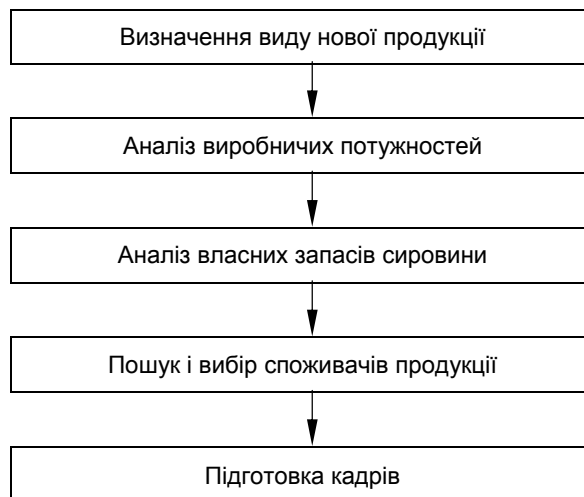 Визначення виду нової продукції
Аналіз виробничих потужностей
Аналіз власних запасів сировини
Пошук і вибір споживачів продукції
Підготовка кадрів